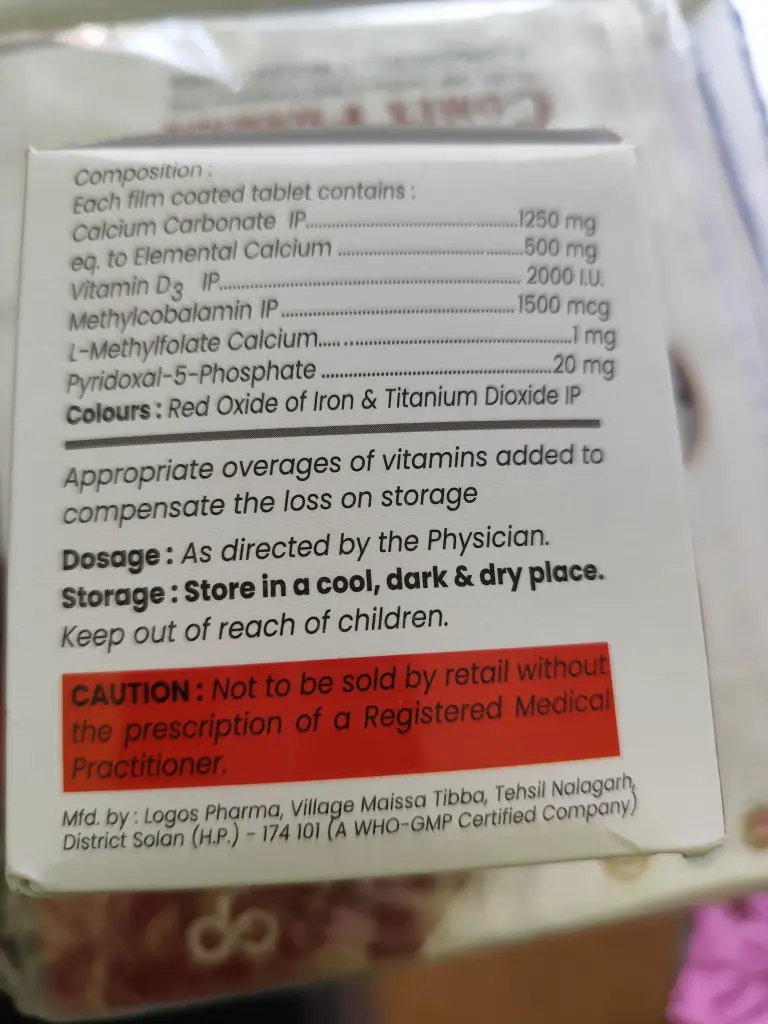 Composition :
Each film coated tablet contains :
Calcium Carbonate IP..........1250 mg
eq. to Elemental Calcium ..........500 mg
Vitamin D3 IP.......... 2000 I.U.
Methylcobalamin IP..........1500 mcg
L-Methylfolate Calcium..........1 mg
Pyridoxal-5-Phosphate ..........20 mg
Colours : Red Oxide of Iron & Titanium Dioxide IP
Appropriate overages of vitamins added to
compensate the loss on storage
Dosage : As directed by the Physician.
Storage : Store in a cool, dark & dry place.
Keep out of reach of children.
CAUTION : Not to be sold by retail without
the prescription of a Registered Medical
Practitioner.
Mfd. by : Logos Pharma, Village Maissa Tibba, Tehsil Nalagarh,
District Solan (H.P.) - 174 101 (A WHO-GMP Certified Company)